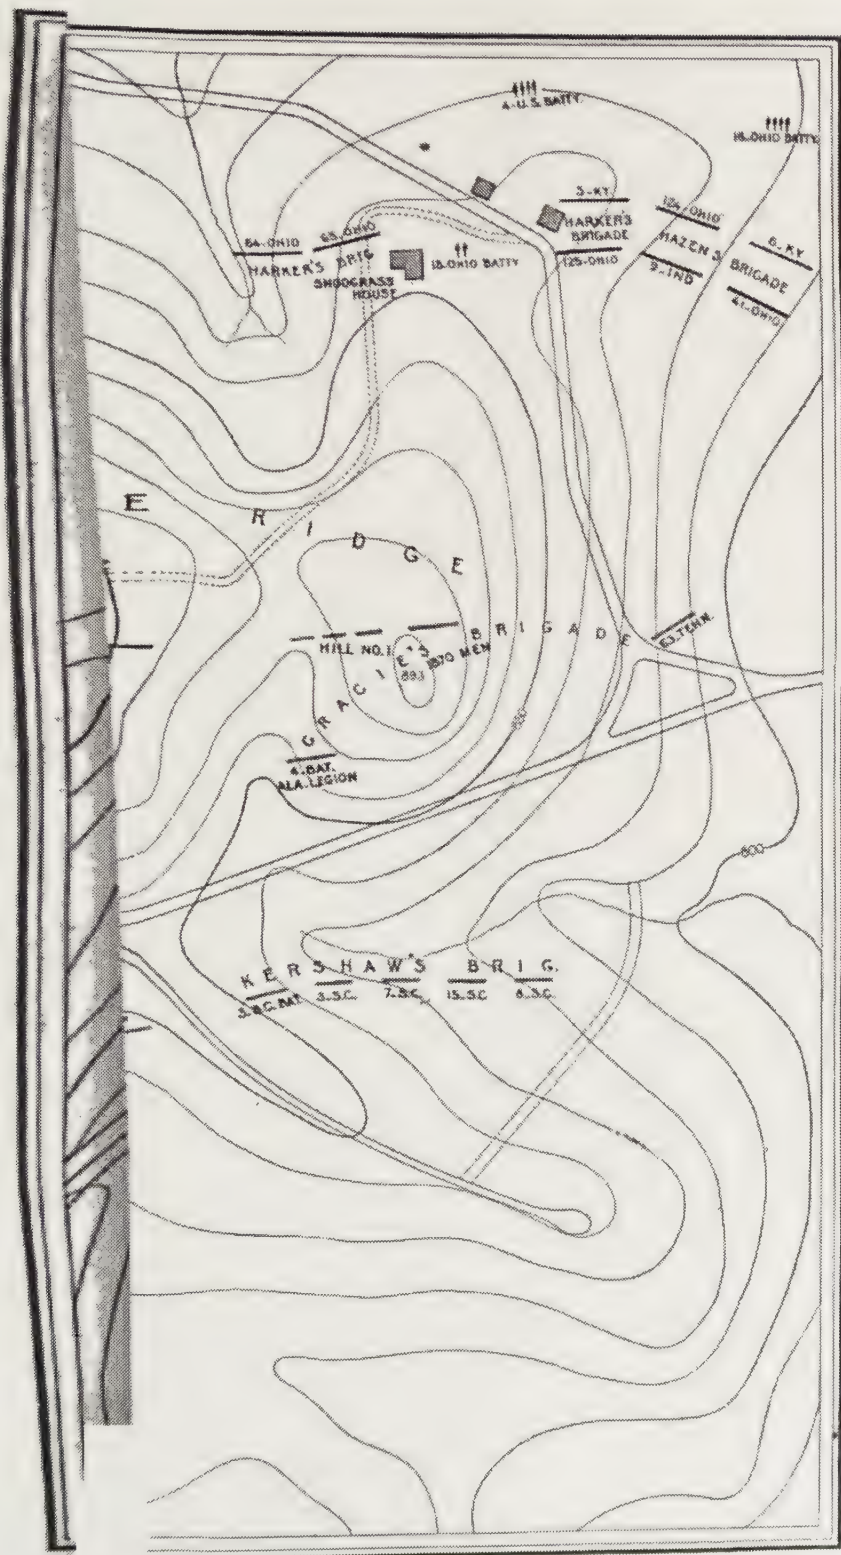 4-U.S. BATTY.
18-OHIO BATTY
64-OHIO 65-OHIO
HARKER'S BRIG
SNODGRASS
HOUSE
18-OHIO BATTY
3-KY.
HARKER'S
BRIGADE
125-OHIO
124-OHIO
HAZEN'S BRIGADE
9-IND
6-KY
41-OHIO
E RIDGE
HILL NO.1
893
GRACIE'S BRIGADE
1870 MEN
63. TENN.
4-BAT.
ALA. LEGION
800
KERSHAW'S BRIG.
3-S.C. 7-S.C. 15-S.C. 8-S.C.